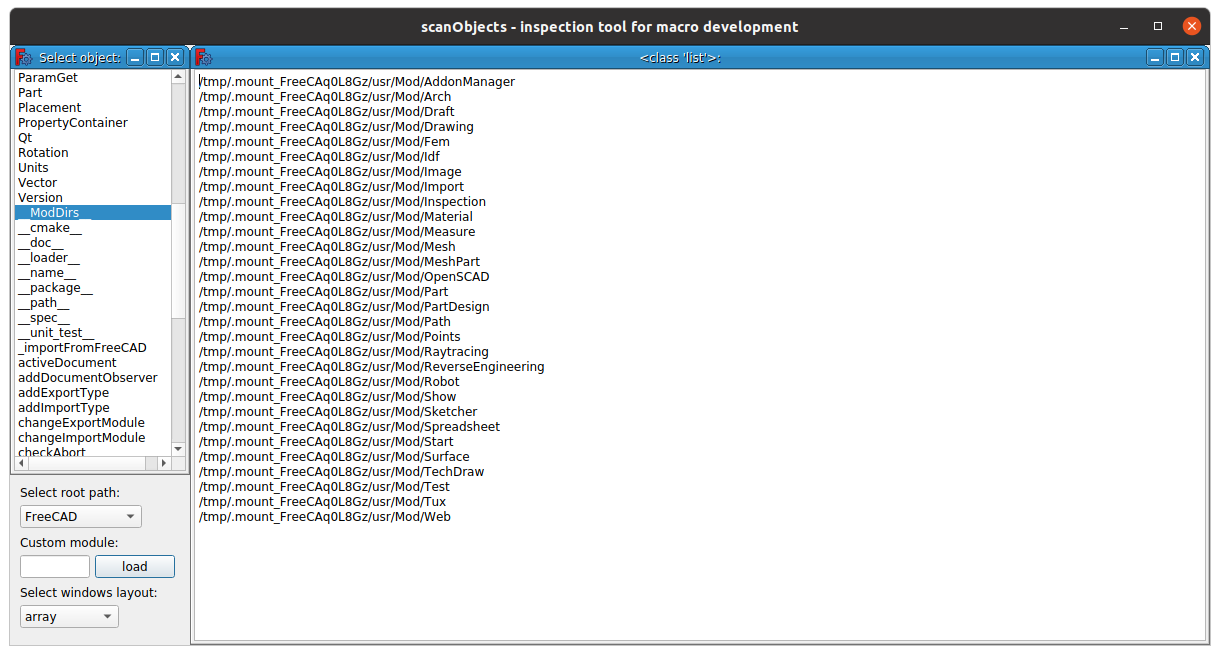 scanObjects - inspection tool for macro development
Select object:
ParamGet
Part
Placement
PropertyContainer
Qt
Rotation
Units
Vector
Version
__ModDirs__
__cmake__
__doc__
__loader__
__name__
__package__
__path__
__spec__
__unit_test__
_importFromFreeCAD
activeDocument
addDocumentObserver
addExportType
addImportType
changeExportModule
changeImportModule
checkAbort
Select root path:
FreeCAD
Custom module:
load
Select windows layout:
array
<class 'list'>:
/tmp/.mount_FreeCAq0L8Gz/usr/Mod/AddonManager
/tmp/.mount_FreeCAq0L8Gz/usr/Mod/Arch
/tmp/.mount_FreeCAq0L8Gz/usr/Mod/Draft
/tmp/.mount_FreeCAq0L8Gz/usr/Mod/Drawing
/tmp/.mount_FreeCAq0L8Gz/usr/Mod/Fem
/tmp/.mount_FreeCAq0L8Gz/usr/Mod/Idf
/tmp/.mount_FreeCAq0L8Gz/usr/Mod/Image
/tmp/.mount_FreeCAq0L8Gz/usr/Mod/Import
/tmp/.mount_FreeCAq0L8Gz/usr/Mod/Inspection
/tmp/.mount_FreeCAq0L8Gz/usr/Mod/Material
/tmp/.mount_FreeCAq0L8Gz/usr/Mod/Measure
/tmp/.mount_FreeCAq0L8Gz/usr/Mod/Mesh
/tmp/.mount_FreeCAq0L8Gz/usr/Mod/MeshPart
/tmp/.mount_FreeCAq0L8Gz/usr/Mod/OpenSCAD
/tmp/.mount_FreeCAq0L8Gz/usr/Mod/Part
/tmp/.mount_FreeCAq0L8Gz/usr/Mod/PartDesign
/tmp/.mount_FreeCAq0L8Gz/usr/Mod/Path
/tmp/.mount_FreeCAq0L8Gz/usr/Mod/Points
/tmp/.mount_FreeCAq0L8Gz/usr/Mod/Raytracing
/tmp/.mount_FreeCAq0L8Gz/usr/Mod/ReverseEngineering
/tmp/.mount_FreeCAq0L8Gz/usr/Mod/Robot
/tmp/.mount_FreeCAq0L8Gz/usr/Mod/Show
/tmp/.mount_FreeCAq0L8Gz/usr/Mod/Sketcher
/tmp/.mount_FreeCAq0L8Gz/usr/Mod/Spreadsheet
/tmp/.mount_FreeCAq0L8Gz/usr/Mod/Start
/tmp/.mount_FreeCAq0L8Gz/usr/Mod/Surface
/tmp/.mount_FreeCAq0L8Gz/usr/Mod/TechDraw
/tmp/.mount_FreeCAq0L8Gz/usr/Mod/Test
/tmp/.mount_FreeCAq0L8Gz/usr/Mod/Tux
/tmp/.mount_FreeCAq0L8Gz/usr/Mod/Web